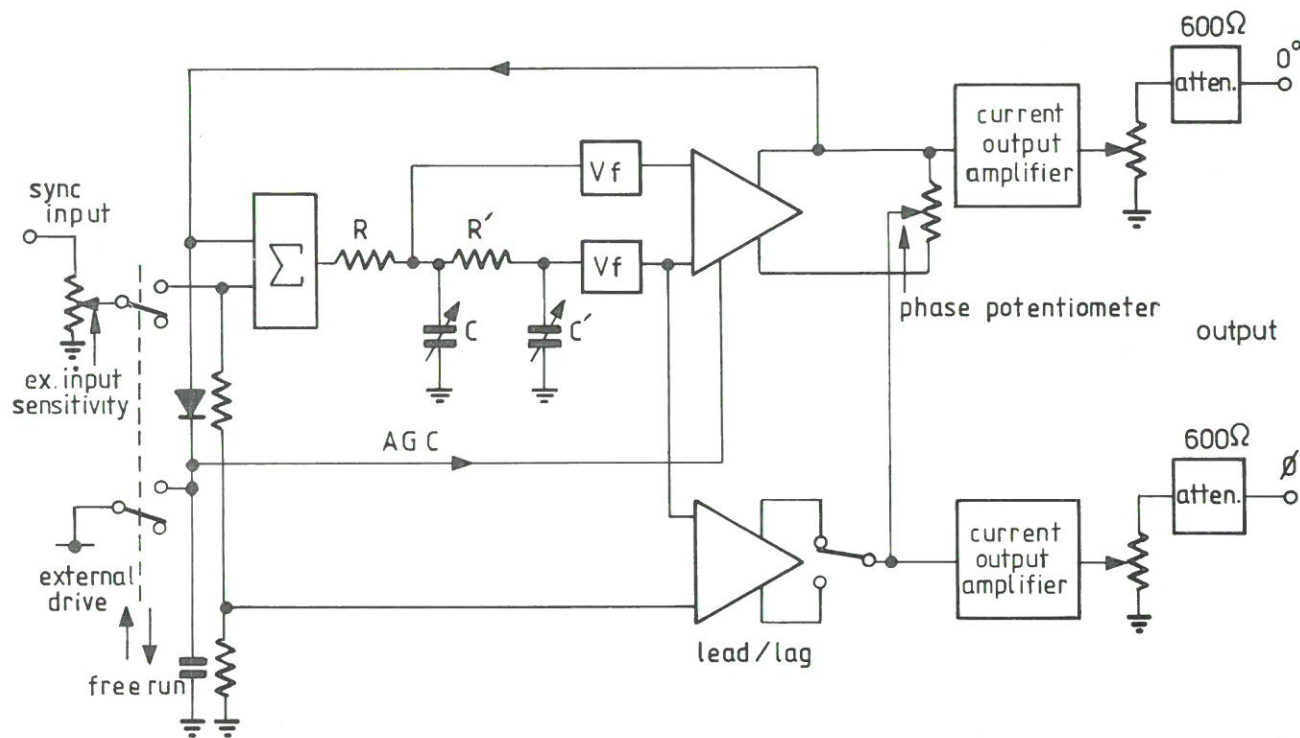 600Ω
0°
atten.
current
output
amplifier
Vf
sync
input
R
R′
Σ
Vf
C
C′
phase potentiometer
output
ex. input
sensitivity
AGC
600Ω
ø
atten.
current
output
amplifier
external
drive
lead/lag
free run